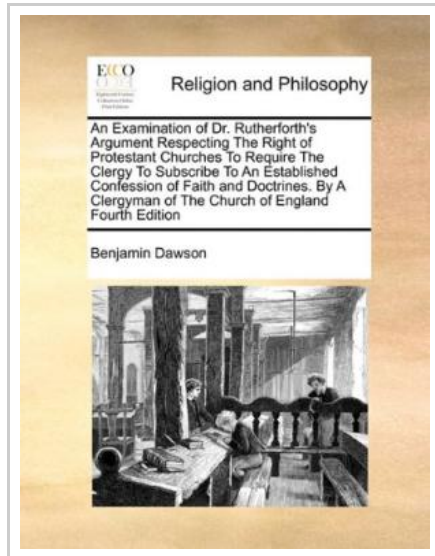 ECCO
Religion and Philosophy
An Examination of Dr. Rutherforth's
Argument Respecting The Right of
Protestant Churches To Require The
Clergy To Subscribe To An Established
Confession of Faith and Doctrines. By A
Clergyman of The Church of England
Fourth Edition
Benjamin Dawson